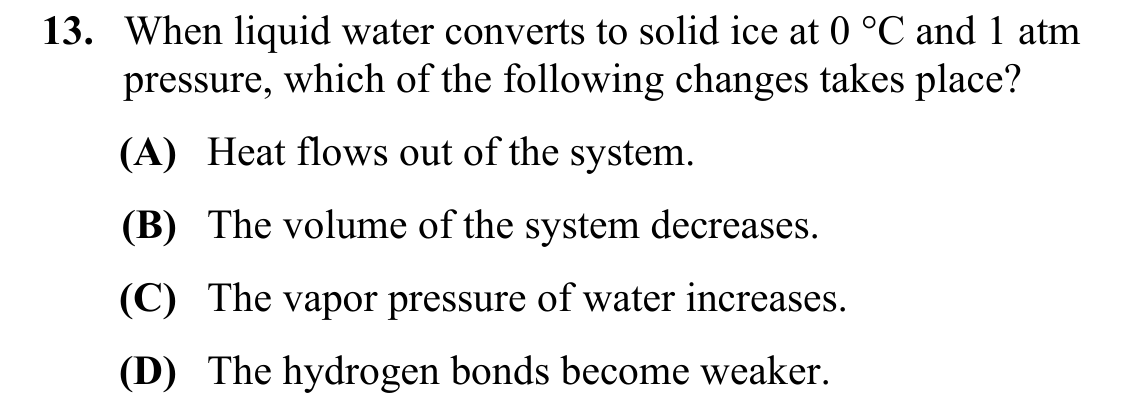 13. When liquid water converts to solid ice at 0 °C and 1 atm
pressure, which of the following changes takes place?
(A) Heat flows out of the system.
(B) The volume of the system decreases.
(C) The vapor pressure of water increases.
(D) The hydrogen bonds become weaker.